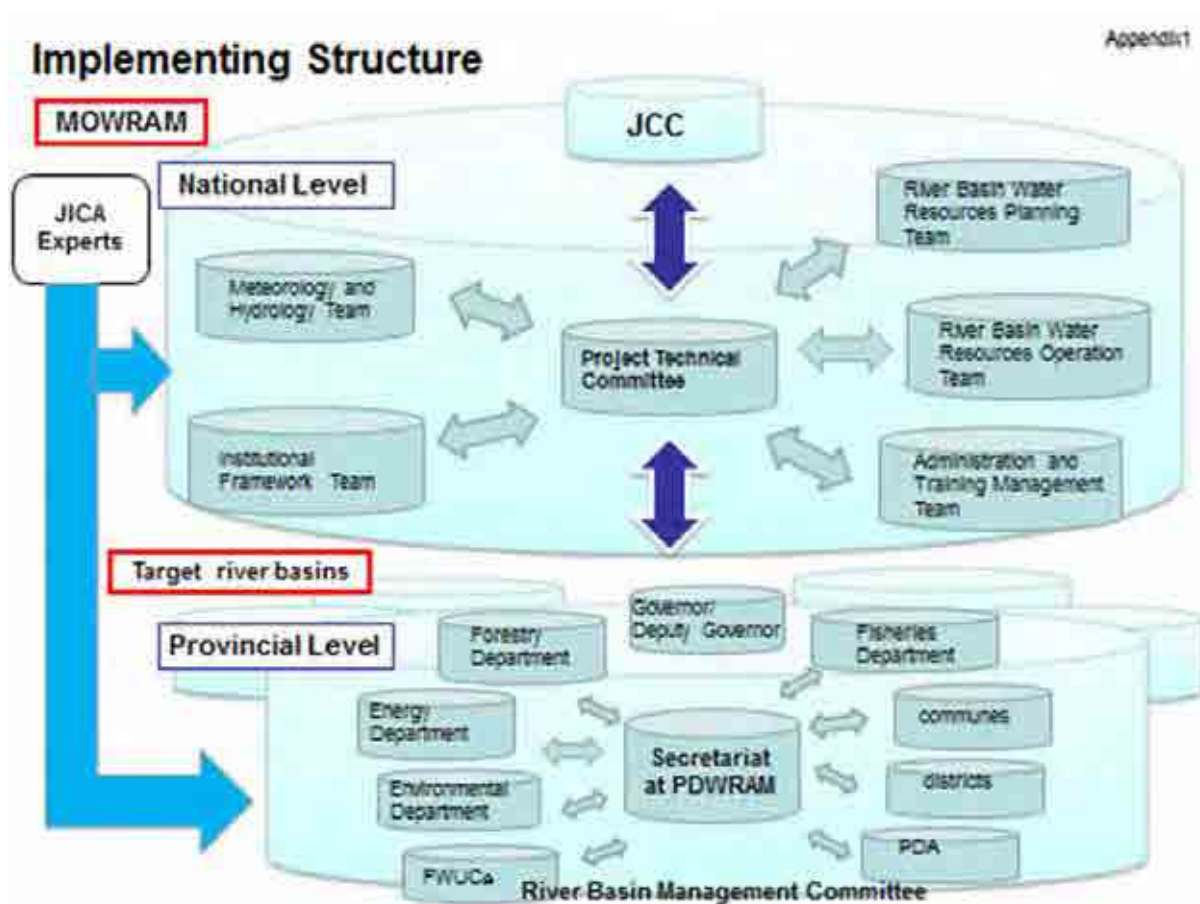 Appendix1
Implementing Structure
MOWRAM
JCC
National Level
JICA
Experts
River Basin Water
Resources Planning
Team
Meteorology and
Hydrology Team
Project Technical
Committee
River Basin Water
Resources Operation
Team
Institutional
Framework Team
Administration and
Training Management
Team
Target river basins
Provincial Level
Forestry
Department
Governor/
Deputy Governor
Fisheries
Department
Energy
Department
communes
Secretariat
at PDWRAM
Environmental
Department
districts
FWUCs
PDA
River Basin Management Committee